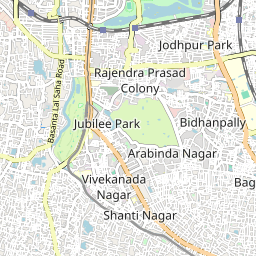 Jodhpur Park
Rajendra Prasad
Colony
Basanta Lal Saha Road
Jubilee Park
Bidhanpally
Arabinda Nagar
Vivekanada
Nagar
Bag
Shanti Nagar